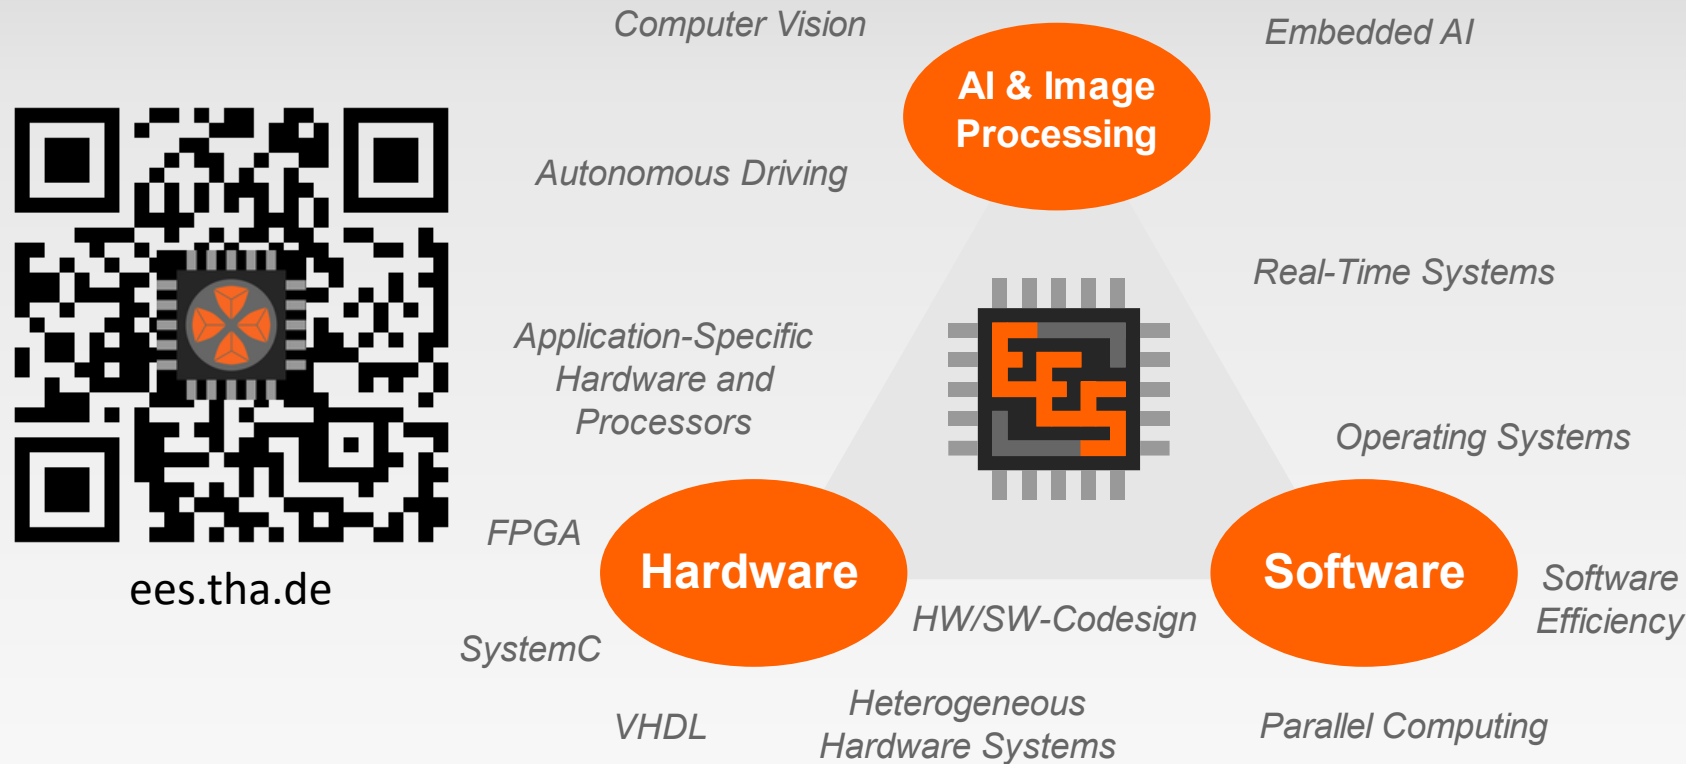 Computer Vision
Embedded AI
AI & Image
Processing
Autonomous Driving
Real-Time Systems
Application-Specific
Hardware and
Processors
EES
Operating Systems
FPGA
Hardware
Software
Software
Efficiency
ees.tha.de
HW/SW-Codesign
SystemC
VHDL
Heterogeneous
Hardware Systems
Parallel Computing